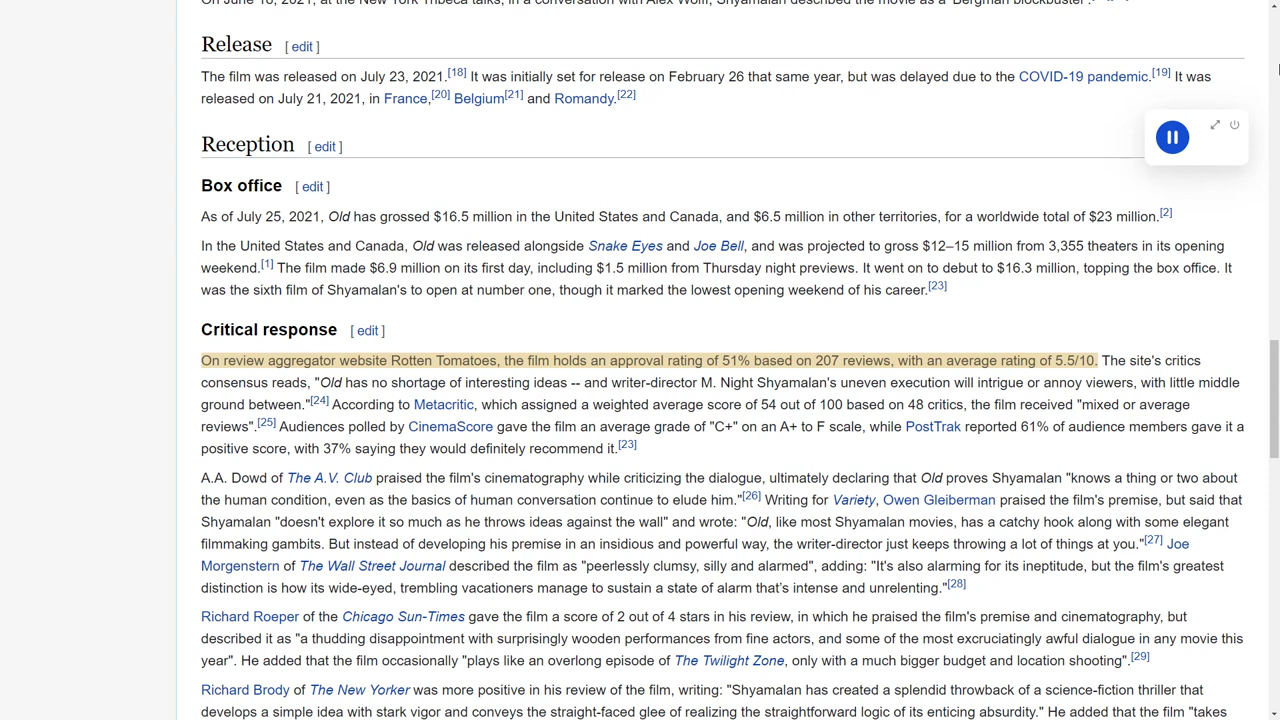 On June 18, 2021, at the New York Tribeca talks, in a conversation with Alex Wolff, Shyamalan described the movie as a "Bergman blockbuster".
Release [ edit ]
The film was released on July 23, 2021.[18] It was initially set for release on February 26 that same year, but was delayed due to the COVID-19 pandemic.[19] It was
released on July 21, 2021, in France,[20] Belgium[21] and Romandy.[22]
Reception [ edit ]
Box office [ edit ]
As of July 25, 2021, Old has grossed $16.5 million in the United States and Canada, and $6.5 million in other territories, for a worldwide total of $23 million.[2]
In the United States and Canada, Old was released alongside Snake Eyes and Joe Bell, and was projected to gross $12–15 million from 3,355 theaters in its opening
weekend.[1] The film made $6.9 million on its first day, including $1.5 million from Thursday night previews. It went on to debut to $16.3 million, topping the box office. It
was the sixth film of Shyamalan's to open at number one, though it marked the lowest opening weekend of his career.[23]
Critical response [ edit ]
On review aggregator website Rotten Tomatoes, the film holds an approval rating of 51% based on 207 reviews, with an average rating of 5.5/10. The site's critics
consensus reads, "Old has no shortage of interesting ideas -- and writer-director M. Night Shyamalan's uneven execution will intrigue or annoy viewers, with little middle
ground between."[24] According to Metacritic, which assigned a weighted average score of 54 out of 100 based on 48 critics, the film received "mixed or average
reviews".[25] Audiences polled by CinemaScore gave the film an average grade of "C+" on an A+ to F scale, while PostTrak reported 61% of audience members gave it a
positive score, with 37% saying they would definitely recommend it.[23]
A.A. Dowd of The A.V. Club praised the film's cinematography while criticizing the dialogue, ultimately declaring that Old proves Shyamalan "knows a thing or two about
the human condition, even as the basics of human conversation continue to elude him."[26] Writing for Variety, Owen Gleiberman praised the film's premise, but said that
Shyamalan "doesn't explore it so much as he throws ideas against the wall" and wrote: "Old, like most Shyamalan movies, has a catchy hook along with some elegant
filmmaking gambits. But instead of developing his premise in an insidious and powerful way, the writer-director just keeps throwing a lot of things at you."[27] Joe
Morgenstern of The Wall Street Journal described the film as "peerlessly clumsy, silly and alarmed", adding: "It's also alarming for its ineptitude, but the film's greatest
distinction is how its wide-eyed, trembling vacationers manage to sustain a state of alarm that's intense and unrelenting."[28]
Richard Roeper of the Chicago Sun-Times gave the film a score of 2 out of 4 stars in his review, in which he praised the film's premise and cinematography, but
described it as "a thudding disappointment with surprisingly wooden performances from fine actors, and some of the most excruciatingly awful dialogue in any movie this
year". He added that the film occasionally "plays like an overlong episode of The Twilight Zone, only with a much bigger budget and location shooting".[29]
Richard Brody of The New Yorker was more positive in his review of the film, writing: "Shyamalan has created a splendid throwback of a science-fiction thriller that
develops a simple idea with stark vigor and conveys the straight-faced glee of realizing the straightforward logic of its enticing absurdity." He added that the film "takes